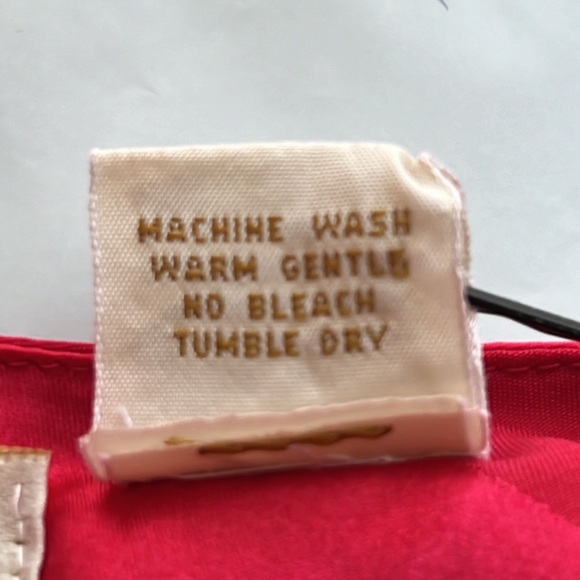 MACHINE WASH
WARM GENTLE
NO BLEACH
TUMBLE DRY